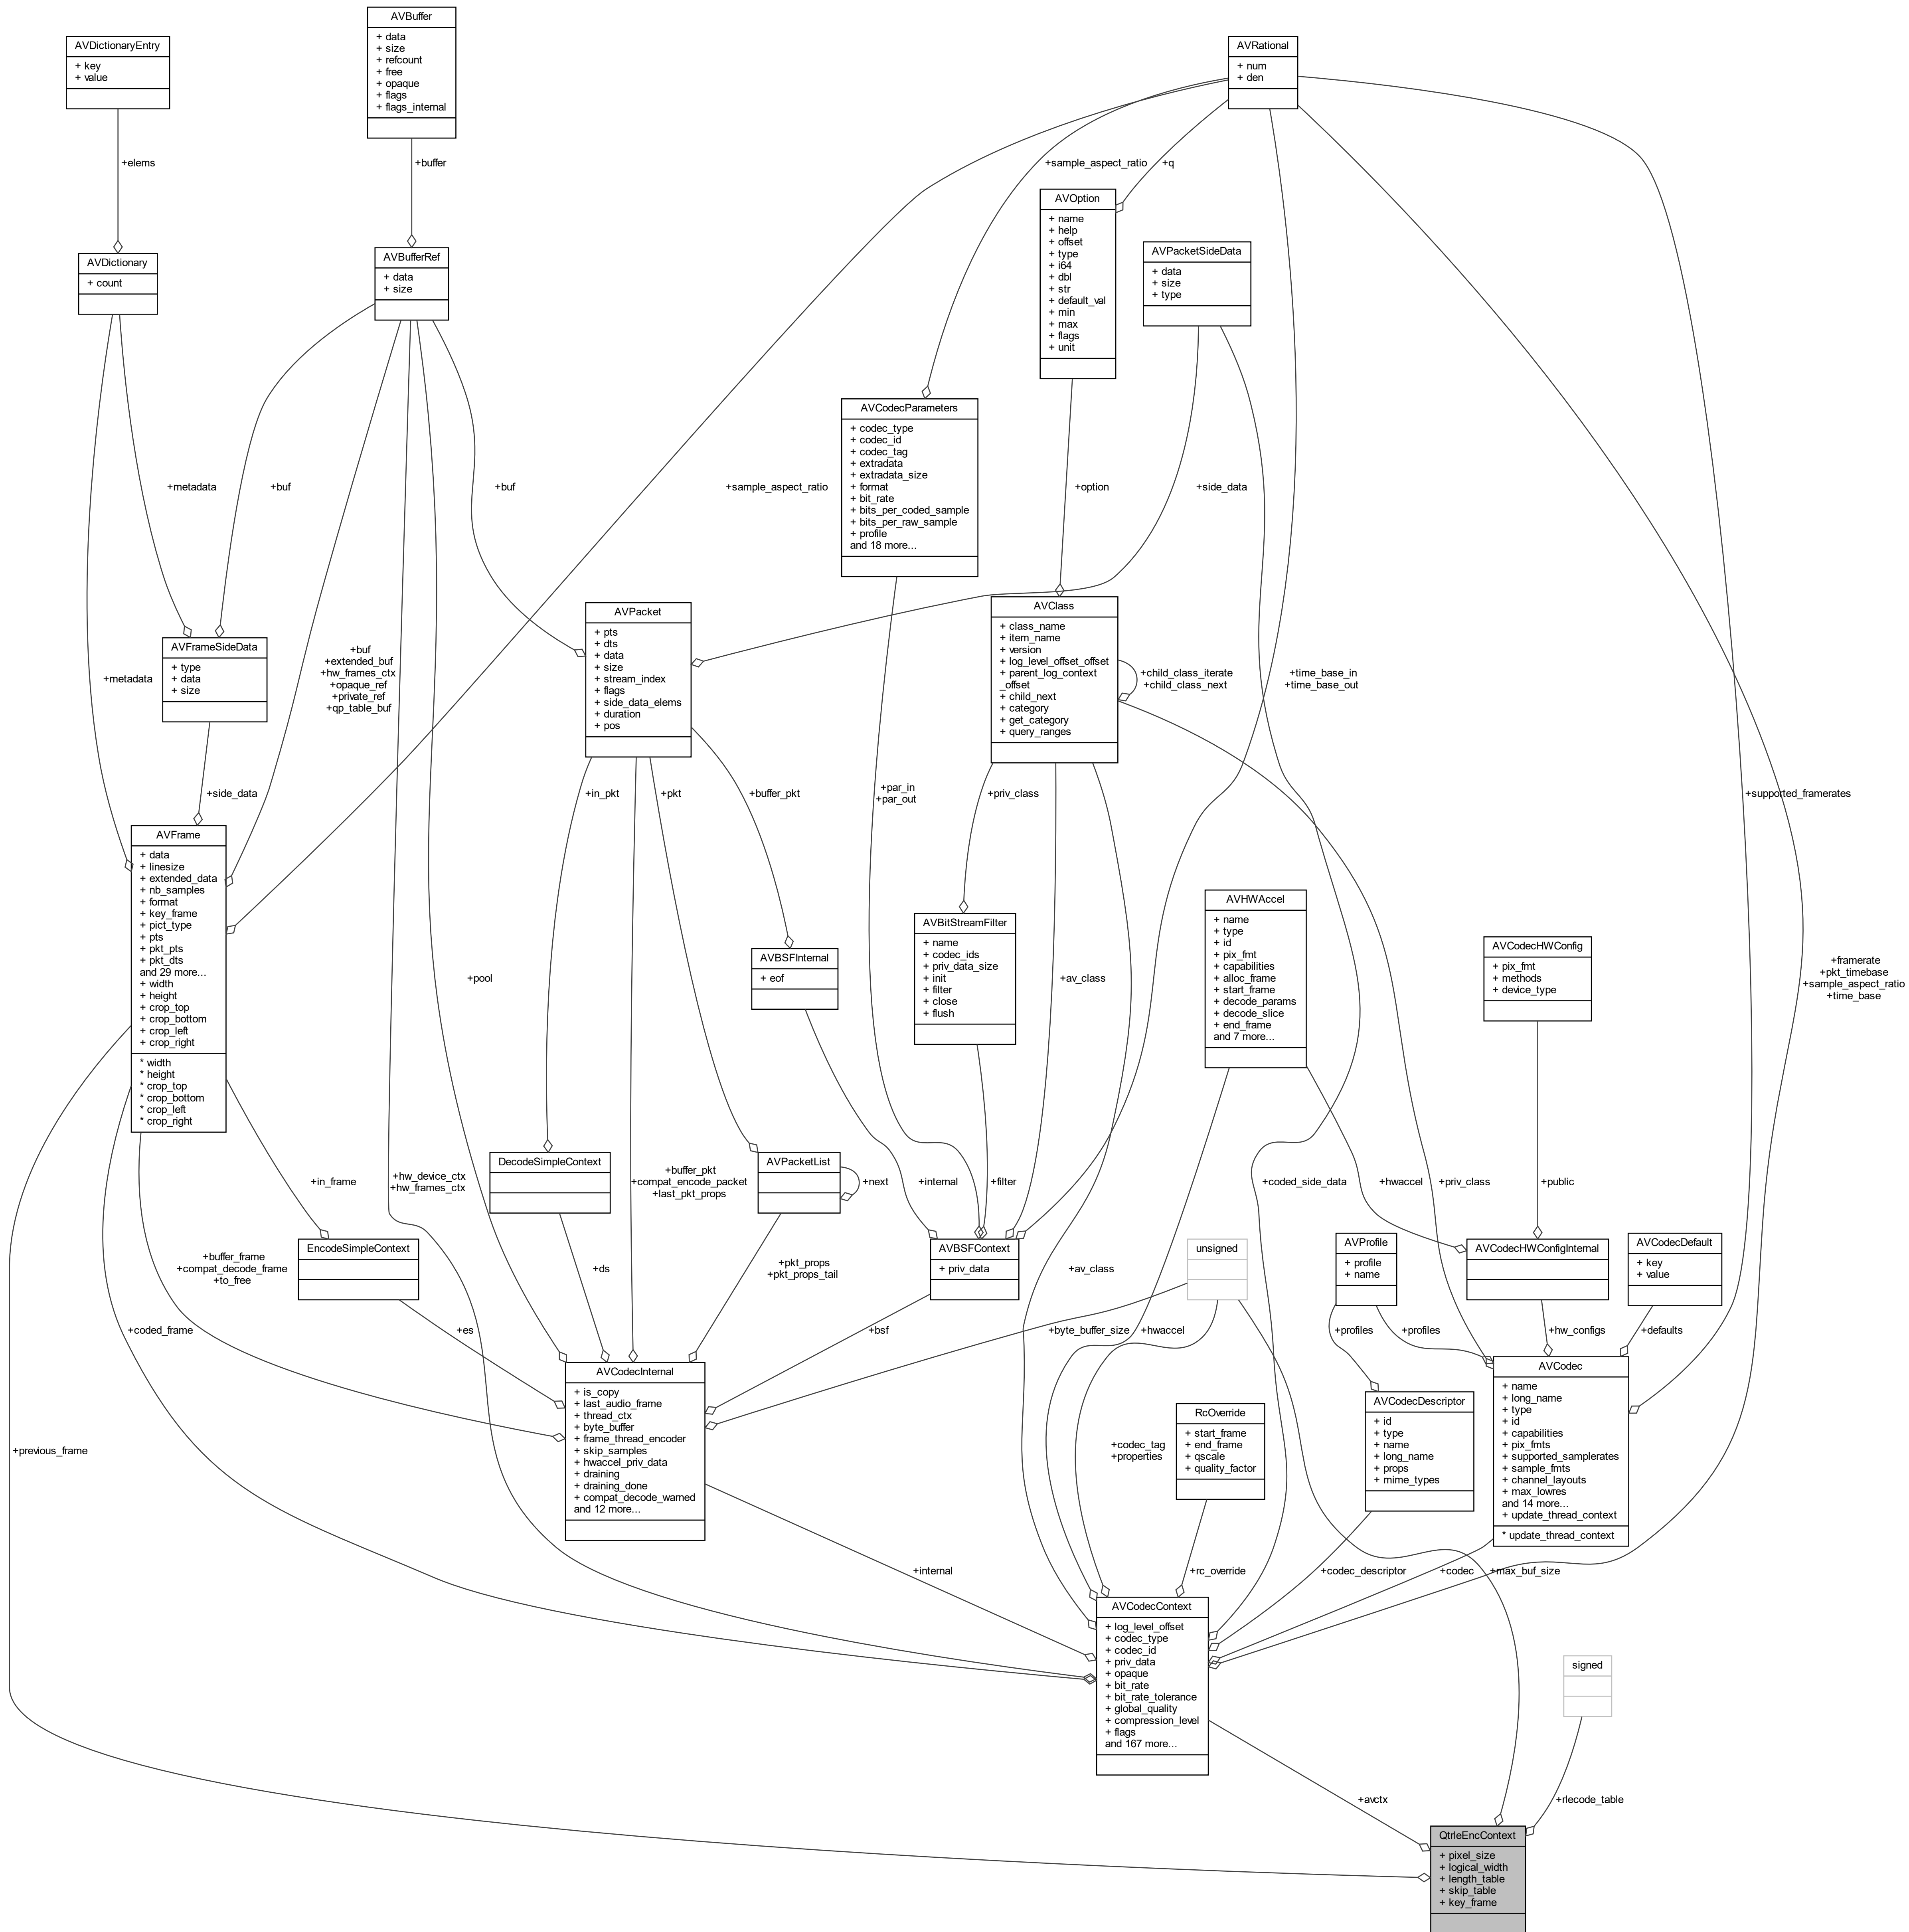 AVBuffer
+ data
+ size
+ refcount
+ free
+ opaque
+ flags
+ flags_internal
AVDictionaryEntry
+ key
+ value
AVRational
+ num
+ den
+elems
+buffer
+sample_aspect_ratio
+q
AVOption
+ name
+ help
+ offset
+ type
+ i64
+ dbl
+ str
+ default_val
+ min
+ max
+ flags
+ unit
AVPacketSideData
+ data
+ size
+ type
AVDictionary
+ count
AVBufferRef
+ data
+ size
AVCodecParameters
+ codec_type
+ codec_id
+ codec_tag
+ extradata
+ extradata_size
+ format
+ bit_rate
+ bits_per_coded_sample
+ bits_per_raw_sample
+ profile
and 18 more...
+metadata
+buf
+buf
+sample_aspect_ratio
+option
+side_data
AVPacket
+ pts
+ dts
+ data
+ size
+ stream_index
+ flags
+ side_data_elems
+ duration
+ pos
AVClass
+ class_name
+ item_name
+ version
+ log_level_offset_offset
+ parent_log_context
_offset
+ child_next
+ category
+ get_category
+ query_ranges
AVFrameSideData
+ type
+ data
+ size
+metadata
+buf
+extended_buf
+hw_frames_ctx
+opaque_ref
+private_ref
+qp_table_buf
+child_class_iterate
+child_class_next
+time_base_in
+time_base_out
+side_data
+in_pkt
+pkt
+buffer_pkt
+par_in
+par_out
+priv_class
+supported_framerates
AVFrame
+ data
+ linesize
+ extended_data
+ nb_samples
+ format
+ key_frame
+ pict_type
+ pts
+ pkt_pts
+ pkt_dts
and 29 more...
+ width
+ height
+ crop_top
+ crop_bottom
+ crop_left
+ crop_right
* width
* height
* crop_top
* crop_bottom
* crop_left
* crop_right
+pool
AVBSFInternal
+ eof
AVBitStreamFilter
+ name
+ codec_ids
+ priv_data_size
+ init
+ filter
+ close
+ flush
+av_class
AVHWAccel
+ name
+ type
+ id
+ pix_fmt
+ capabilities
+ alloc_frame
+ start_frame
+ decode_params
+ decode_slice
+ end_frame
and 7 more...
AVCodecHWConfig
+ pix_fmt
+ methods
+ device_type
+framerate
+pkt_timebase
+sample_aspect_ratio
+time_base
+in_frame
+hw_device_ctx
+hw_frames_ctx
DecodeSimpleContext
+buffer_pkt
+compat_encode_packet
+last_pkt_props
AVPacketList
+next
+internal
+filter
+coded_side_data
+hwaccel
+priv_class
+public
+buffer_frame
+compat_decode_frame
+to_free
EncodeSimpleContext
+ds
+pkt_props
+pkt_props_tail
AVBSFContext
+ priv_data
+av_class
unsigned
AVProfile
+ profile
+ name
AVCodecHWConfigInternal
AVCodecDefault
+ key
+ value
+coded_frame
+es
+bsf
+byte_buffer_size
+hwaccel
+profiles
+profiles
+hw_configs
+defaults
AVCodecInternal
+ is_copy
+ last_audio_frame
+ thread_ctx
+ byte_buffer
+ frame_thread_encoder
+ skip_samples
+ hwaccel_priv_data
+ draining
+ draining_done
+ compat_decode_warned
and 12 more...
AVCodec
+ name
+ long_name
+ type
+ id
+ capabilities
+ pix_fmts
+ supported_samplerates
+ sample_fmts
+ channel_layouts
+ max_lowres
and 14 more...
+ update_thread_context
* update_thread_context
+previous_frame
+codec_tag
+properties
RcOverride
+ start_frame
+ end_frame
+ qscale
+ quality_factor
AVCodecDescriptor
+ id
+ type
+ name
+ long_name
+ props
+ mime_types
+internal
+rc_override
+codec_descriptor
+codec
+max_buf_size
AVCodecContext
+ log_level_offset
+ codec_type
+ codec_id
+ priv_data
+ opaque
+ bit_rate
+ bit_rate_tolerance
+ global_quality
+ compression_level
+ flags
and 167 more...
signed
+avctx
+rlecode_table
QtrleEncContext
+ pixel_size
+ logical_width
+ length_table
+ skip_table
+ key_frame